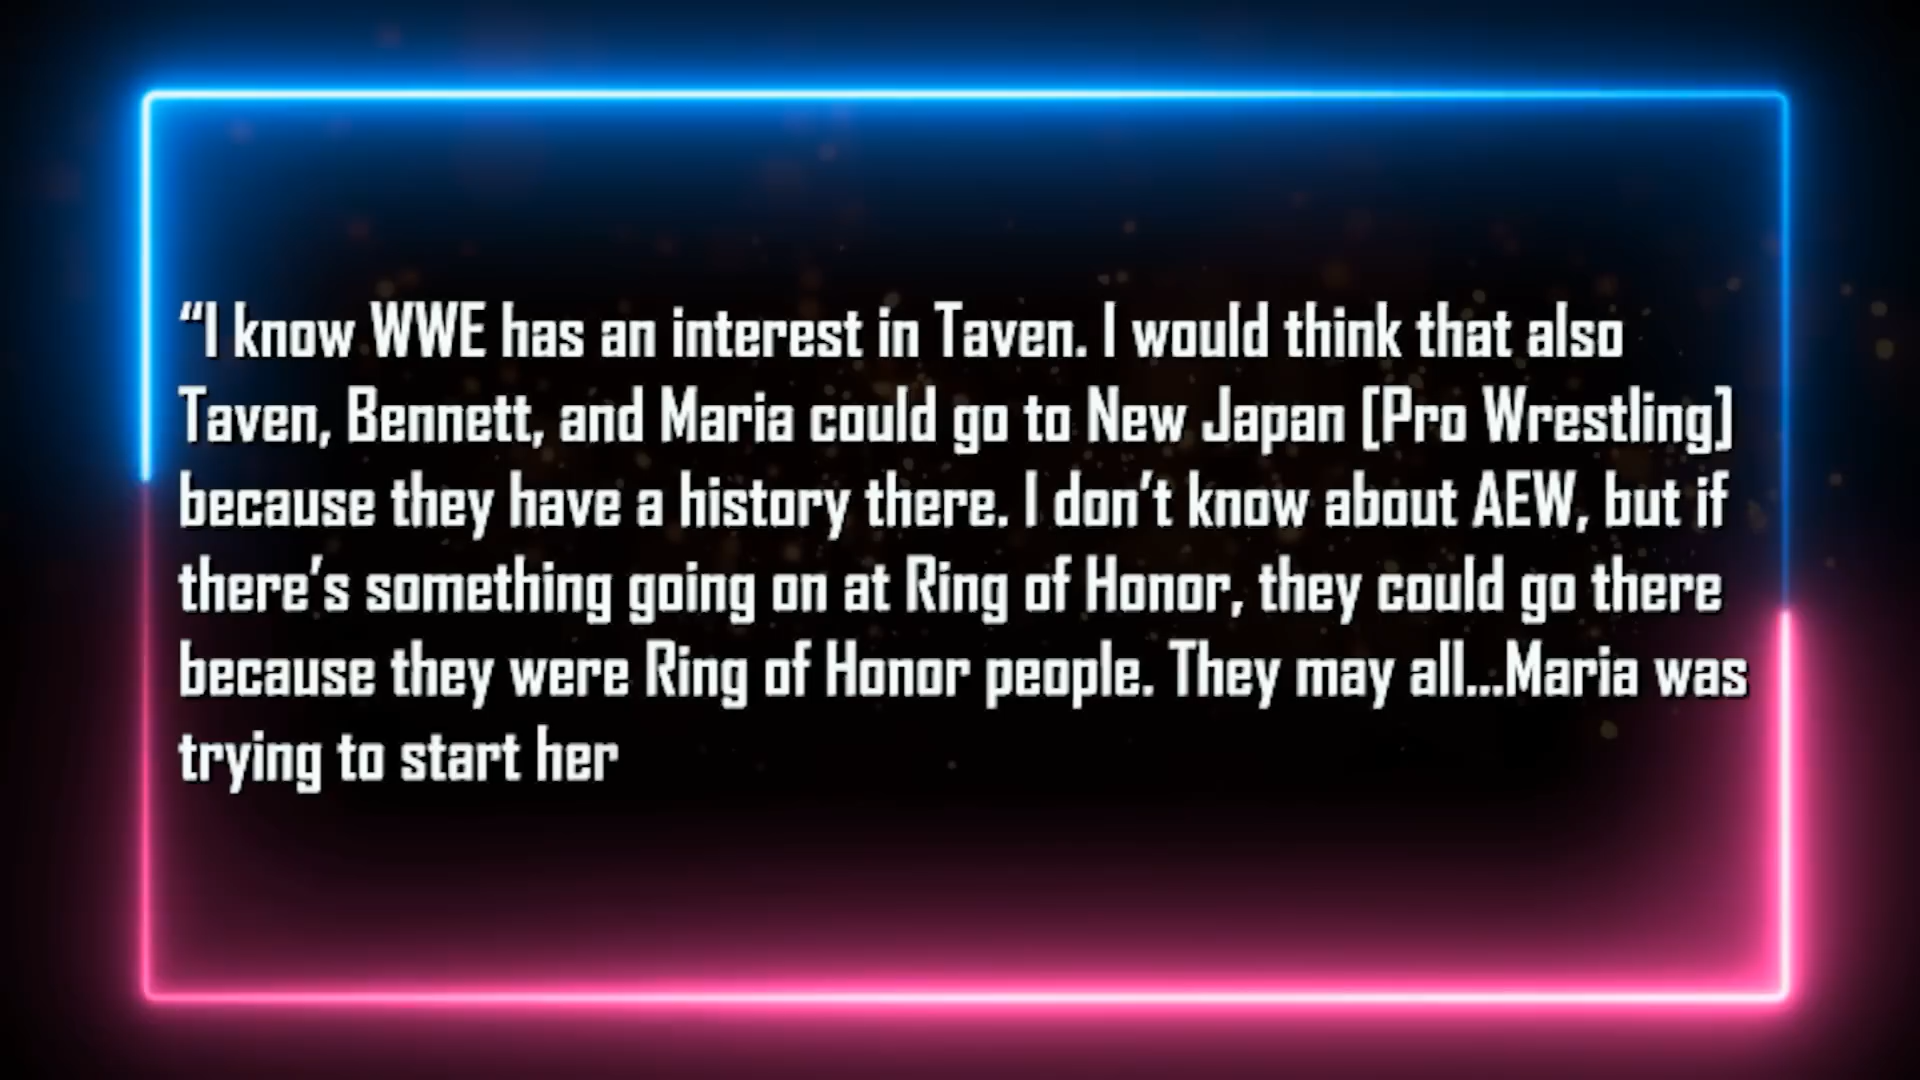 “I know WWE has an interest in Taven. I would think that also
Taven, Bennett, and Maria could go to New Japan [Pro Wrestling]
because they have a history there. I don’t know about AEW, but if
there’s something going on at Ring of Honor, they could go there
because they were Ring of Honor people. They may all...Maria was
trying to start her